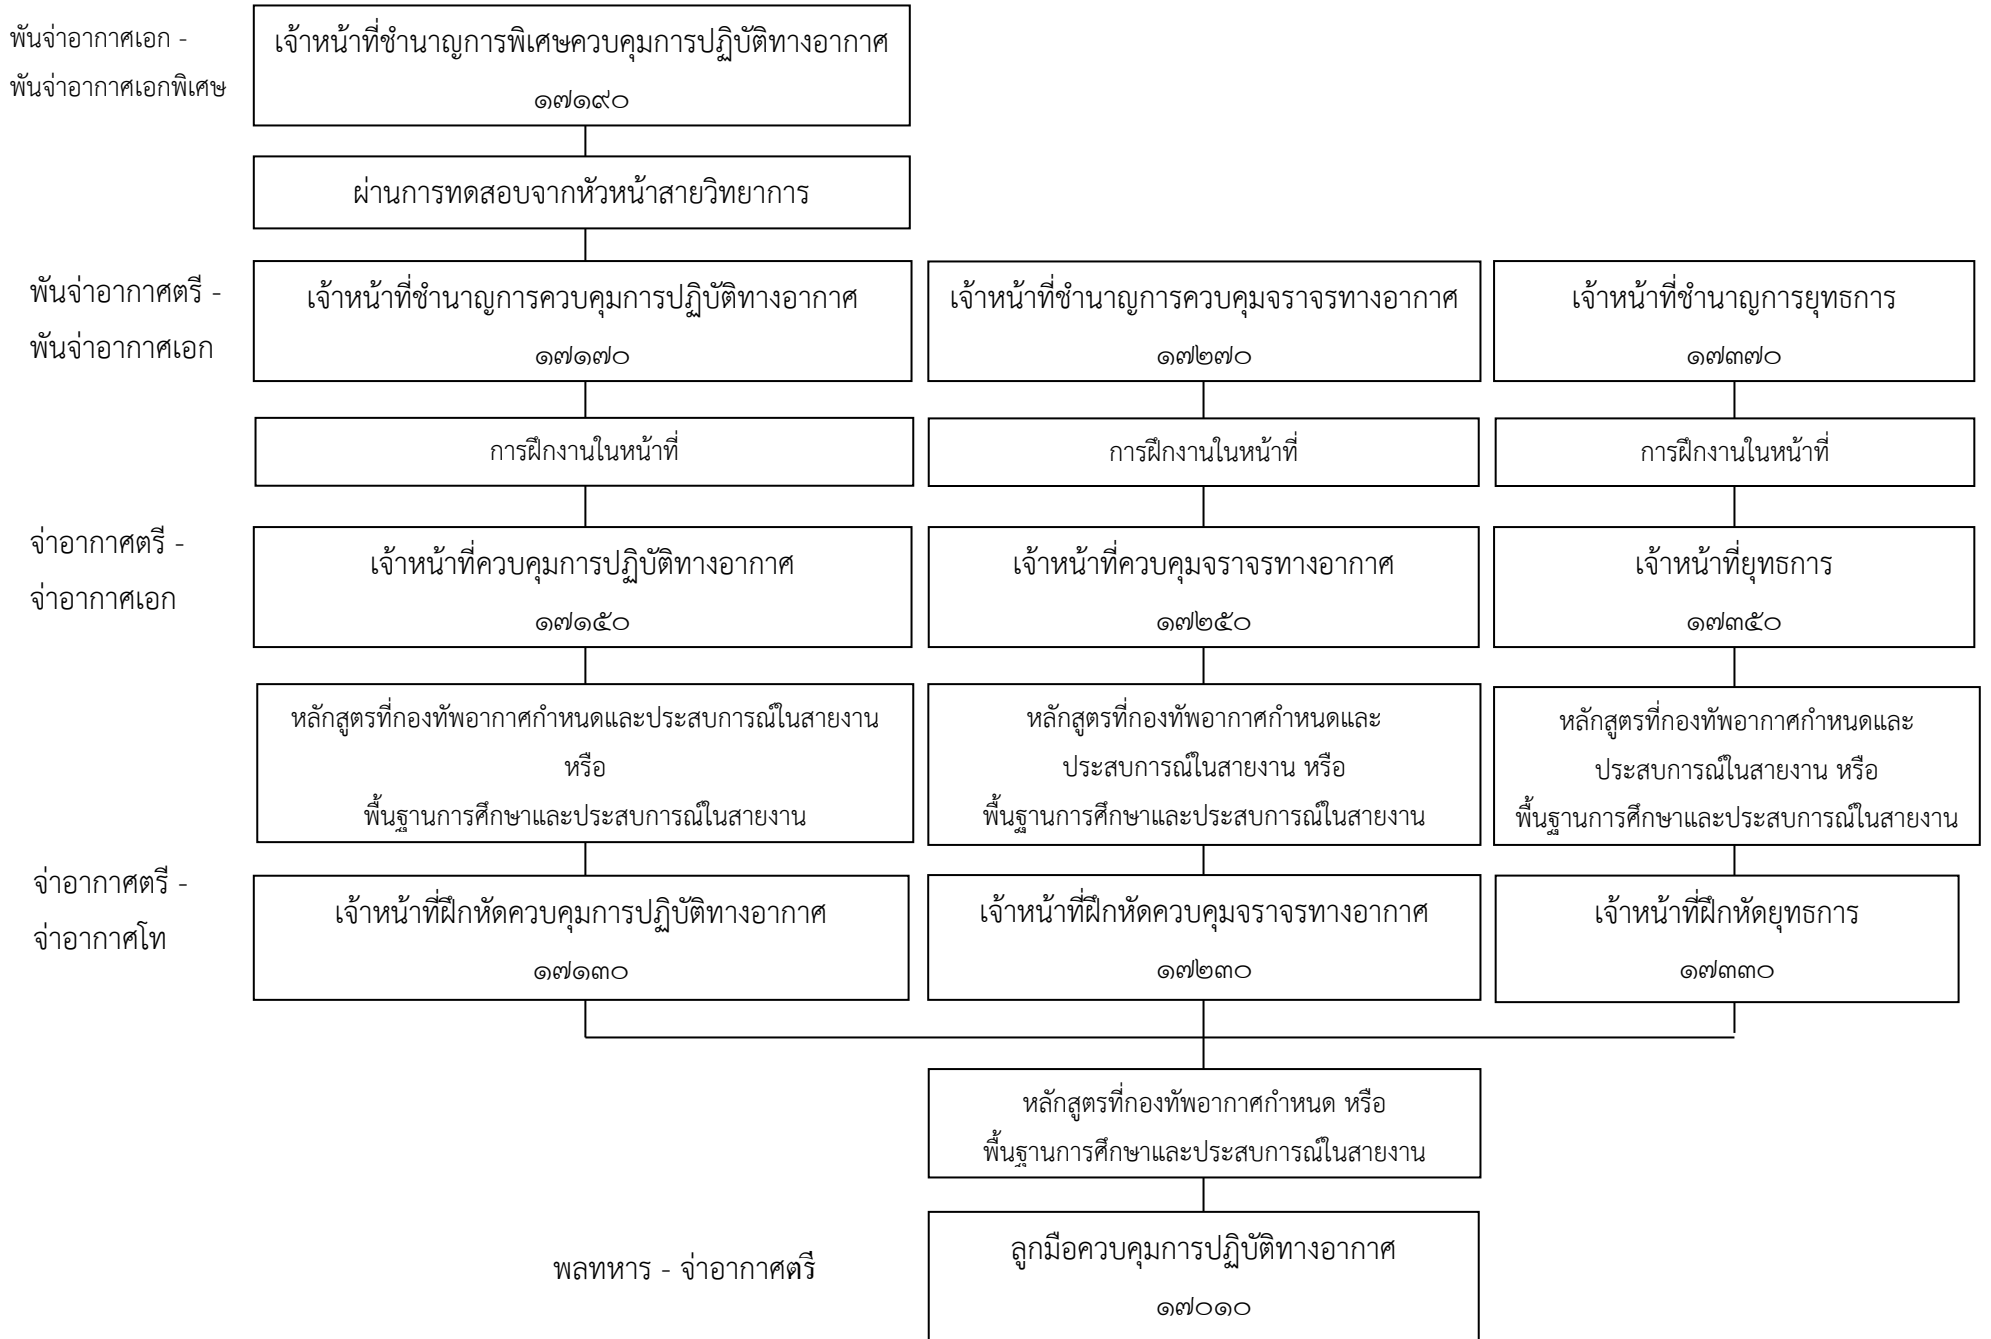 พันจ่าอากาศเอก -
พันจ่าอากาศเอกพิเศษ
เจ้าหน้าที่ชำนาญการพิเศษควบคุมการปฏิบัติทางอากาศ
๑๗๑๙๐
ผ่านการทดสอบจากหัวหน้าสายวิทยาการ
พันจ่าอากาศตรี -
พันจ่าอากาศเอก
เจ้าหน้าที่ชำนาญการควบคุมการปฏิบัติทางอากาศ
๑๗๑๗๐
เจ้าหน้าที่ชำนาญการควบคุมจราจรทางอากาศ
๑๗๒๗๐
เจ้าหน้าที่ชำนาญการยุทธการ
๑๗๓๗๐
การฝึกงานในหน้าที่
การฝึกงานในหน้าที่
การฝึกงานในหน้าที่
จ่าอากาศตรี -
จ่าอากาศเอก
เจ้าหน้าที่ควบคุมการปฏิบัติทางอากาศ
๑๗๑๕๐
เจ้าหน้าที่ควบคุมจราจรทางอากาศ
๑๗๒๕๐
เจ้าหน้าที่ยุทธการ
๑๗๓๕๐
หลักสูตรที่กองทัพอากาศกำหนดและประสบการณ์ในสายงาน
หรือ
พื้นฐานการศึกษาและประสบการณ์ในสายงาน
หลักสูตรที่กองทัพอากาศกำหนดและ
ประสบการณ์ในสายงาน หรือ
พื้นฐานการศึกษาและประสบการณ์ในสายงาน
หลักสูตรที่กองทัพอากาศกำหนดและ
ประสบการณ์ในสายงาน หรือ
พื้นฐานการศึกษาและประสบการณ์ในสายงาน
จ่าอากาศตรี -
จ่าอากาศโท
เจ้าหน้าที่ฝึกหัดควบคุมการปฏิบัติทางอากาศ
๑๗๑๓๐
เจ้าหน้าที่ฝึกหัดควบคุมจราจรทางอากาศ
๑๗๒๓๐
เจ้าหน้าที่ฝึกหัดยุทธการ
๑๗๓๓๐
หลักสูตรที่กองทัพอากาศกำหนด หรือ
พื้นฐานการศึกษาและประสบการณ์ในสายงาน
พลทหาร - จ่าอากาศตรี
ลูกมือควบคุมการปฏิบัติทางอากาศ
๑๗๐๑๐